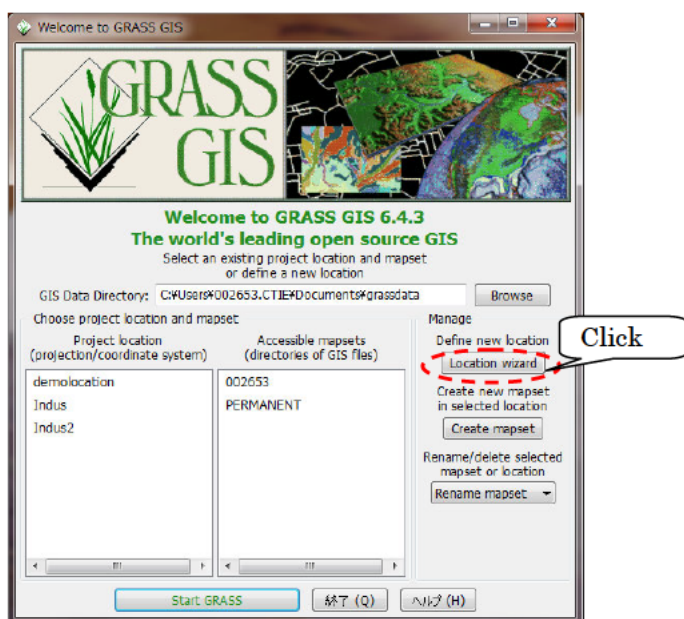 Welcome to GRASS GIS
GRASS
GIS
Welcome to GRASS GIS 6.4.3
The world's leading open source GIS
Select an existing project location and mapset
or define a new location
GIS Data Directory: C:¥Users¥002653.CTIE¥Documents¥grassdata Browse
Choose project location and mapset
Project location
(projection/coordinate system)
demolocation
Indus
Indus2
Accessible mapsets
(directories of GIS files)
002653
PERMANENT
Manage
Define new location
Location wizard
Click
Create new mapset
in selected location
Create mapset
Rename/delete selected
mapset or location
Rename mapset
Start GRASS 終了 (Q) ヘルプ (H)